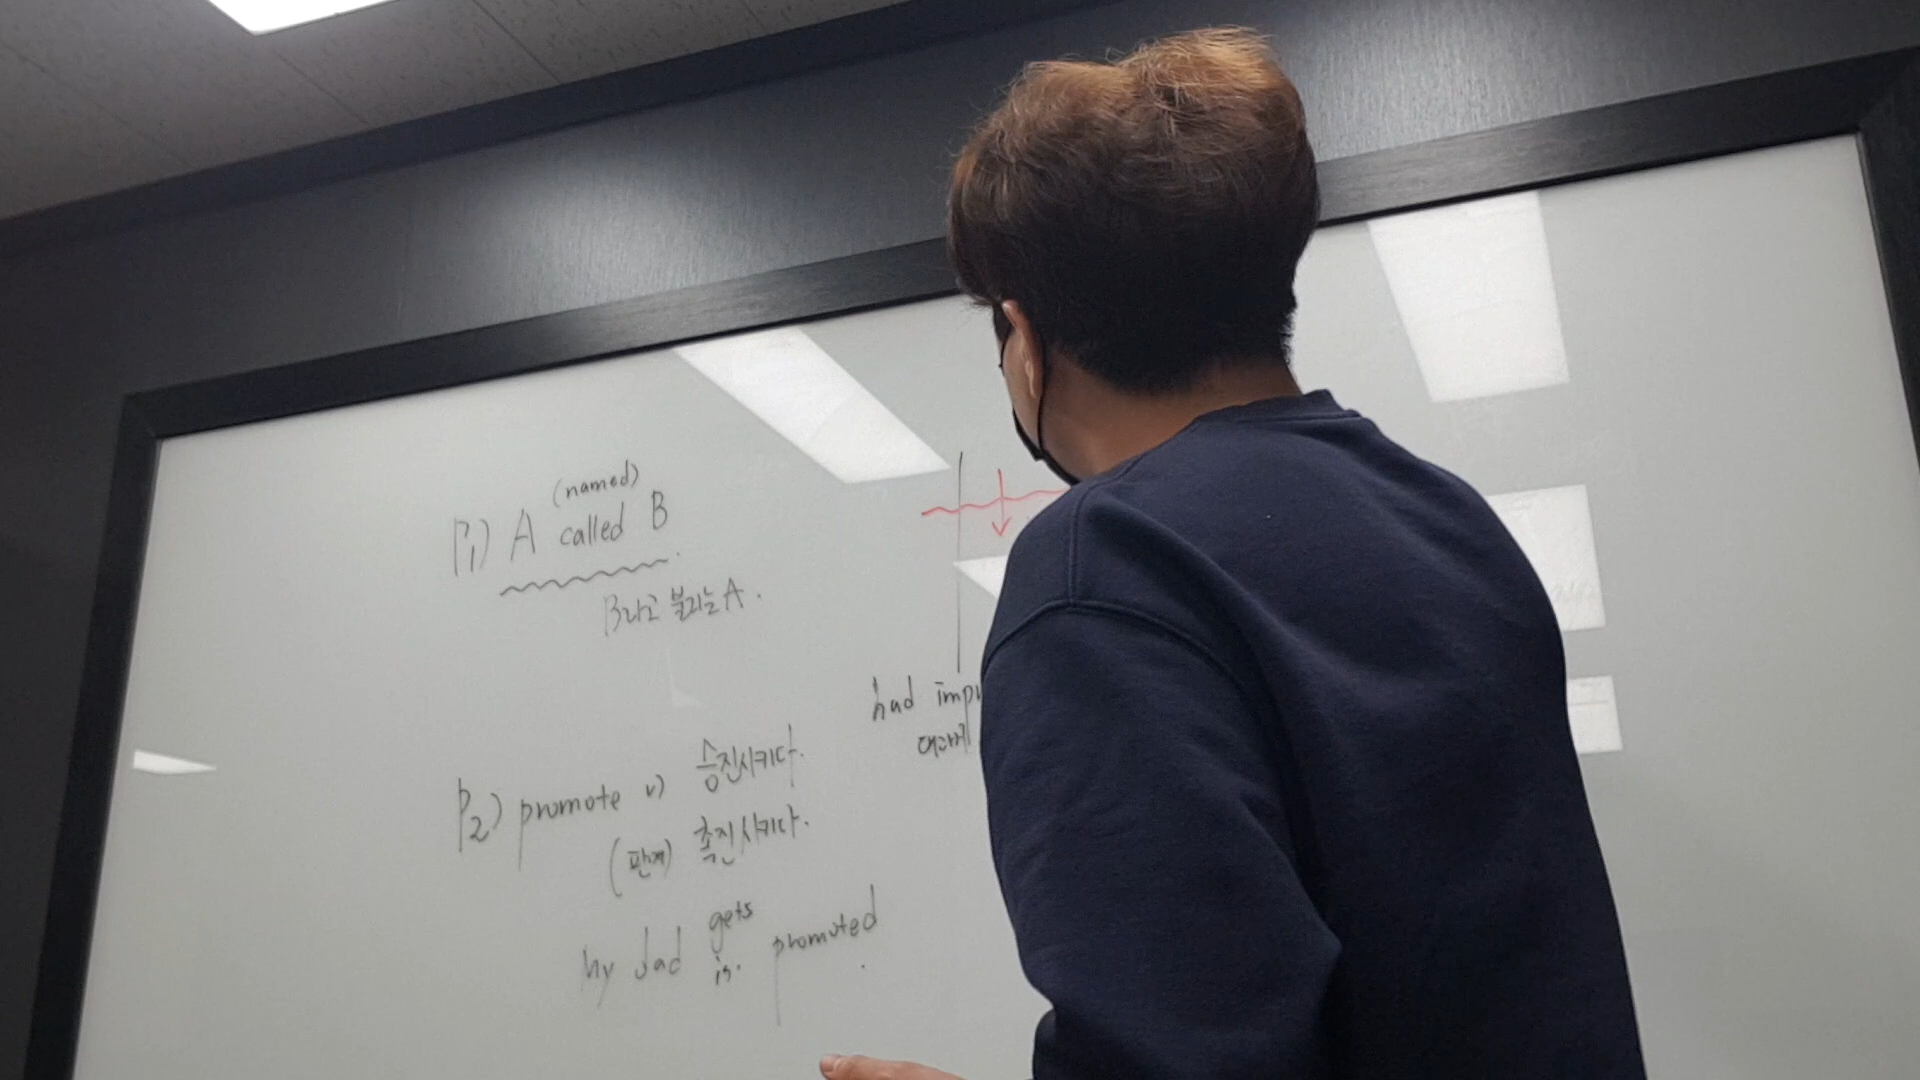 (named)
P1) A called B
B라고 불리는 A.
P2) promote v) 승진시키다.
(판매) 촉진시키다.
gets
my dad is promoted.
had